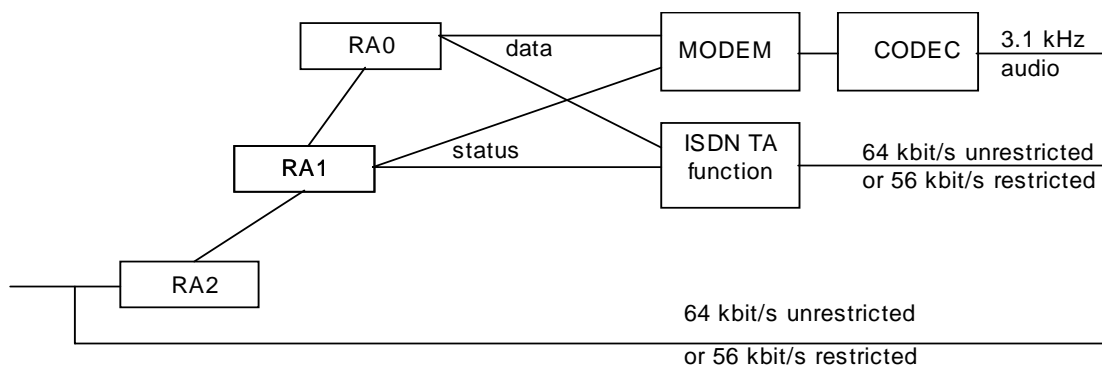 RA0
data
MODEM
CODEC
3.1 kHz
audio
RA1
status
ISDN TA
function
64 kbit/s unrestricted
or 56 kbit/s restricted
RA2
64 kbit/s unrestricted
or 56 kbit/s restricted